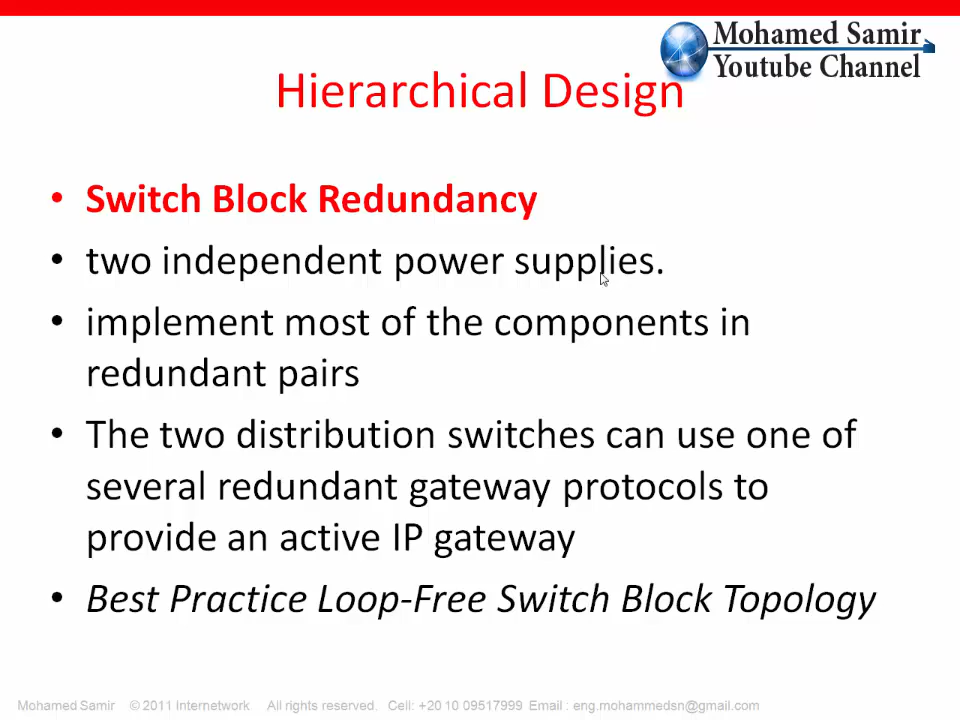 Mohamed Samir
Youtube Channel
Hierarchical Design
• Switch Block Redundancy
• two independent power supplies.
• implement most of the components in
redundant pairs
• The two distribution switches can use one of
several redundant gateway protocols to
provide an active IP gateway
• Best Practice Loop-Free Switch Block Topology
Mohamed Samir © 2011 Internetwork All rights reserved. Cell: +20 10 09517999 Email : eng.mohammedsn@gmail.com